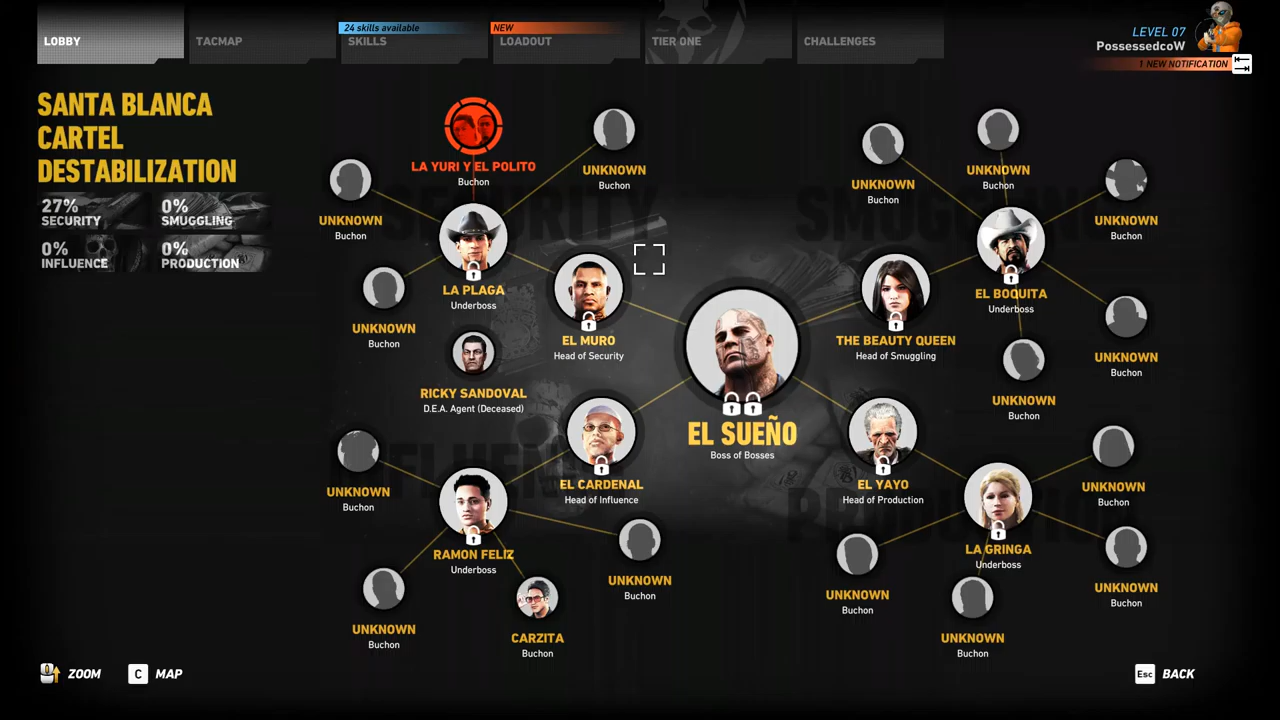 LOBBY
TACMAP
24 skills available
SKILLS
NEW
LOADOUT
TIER ONE
CHALLENGES
LEVEL 07
PossessedcoW
1 NEW NOTIFICATION
SANTA BLANCA
CARTEL
DESTABILIZATION
27%
SECURITY
0%
SMUGGLING
0%
INFLUENCE
0%
PRODUCTION
SECURITY
SMUGGLING
INFLUENCE
PRODUCTION
LA YURI Y EL POLITO
Buchon
UNKNOWN
Buchon
UNKNOWN
Buchon
LA PLAGA
Underboss
UNKNOWN
Buchon
EL MURO
Head of Security
RICKY SANDOVAL
D.E.A. Agent (Deceased)
UNKNOWN
Buchon
UNKNOWN
Buchon
UNKNOWN
Buchon
EL BOQUITA
Underboss
THE BEAUTY QUEEN
Head of Smuggling
UNKNOWN
Buchon
UNKNOWN
Buchon
EL SUEÑO
Boss of Bosses
EL CARDENAL
Head of Influence
UNKNOWN
Buchon
RAMON FELIZ
Underboss
UNKNOWN
Buchon
UNKNOWN
Buchon
CARZITA
Buchon
EL YAYO
Head of Production
UNKNOWN
Buchon
LA GRINGA
Underboss
UNKNOWN
Buchon
UNKNOWN
Buchon
UNKNOWN
Buchon
ZOOM
C MAP
Esc BACK